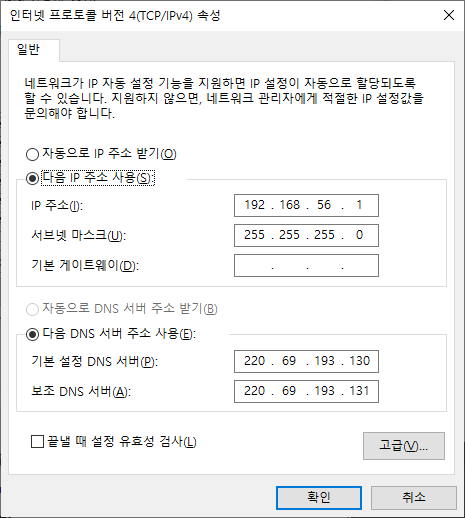 인터넷 프로토콜 버전 4(TCP/IPv4) 속성
일반
네트워크가 IP 자동 설정 기능을 지원하면 IP 설정이 자동으로 할당되도록
할 수 있습니다. 지원하지 않으면, 네트워크 관리자에게 적절한 IP 설정값을
문의해야 합니다.
자동으로 IP 주소 받기(O)
다음 IP 주소 사용(S):
IP 주소(I): 192 . 168 . 56 . 1
서브넷 마스크(U): 255 . 255 . 255 . 0
기본 게이트웨이(D): . . .
자동으로 DNS 서버 주소 받기(B)
다음 DNS 서버 주소 사용(E):
기본 설정 DNS 서버(P): 220 . 69 . 193 . 130
보조 DNS 서버(A): 220 . 69 . 193 . 131
끝낼 때 설정 유효성 검사(L)
고급(V)...
확인 취소